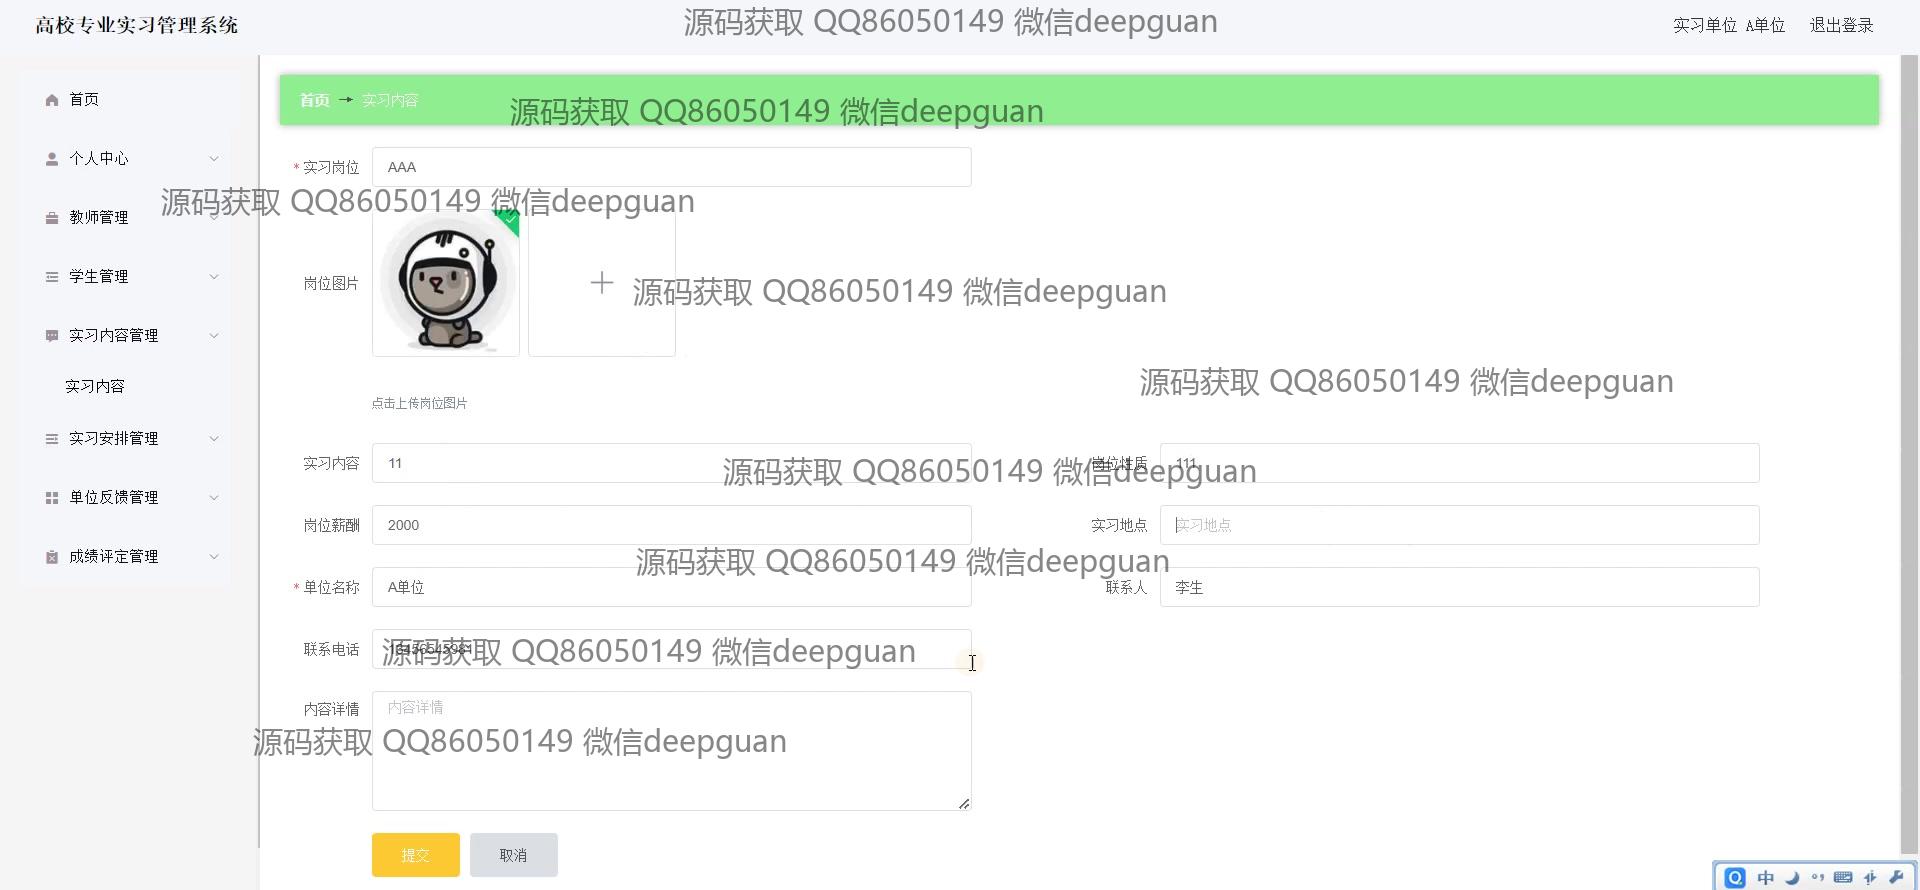 高校专业实习管理系统
源码获取 QQ86050149 微信deepguan
实习单位 A单位 退出登录
首页
个人中心
教师管理
学生管理
实习内容管理
实习内容
实习安排管理
单位反馈管理
成绩评定管理
首页 → 实习内容
源码获取 QQ86050149 微信deepguan
* 实习岗位 AAA
源码获取 QQ86050149 微信deepguan
岗位图片
源码获取 QQ86050149 微信deepguan
源码获取 QQ86050149 微信deepguan
点击上传岗位图片
实习内容 11
岗位性质 111
源码获取 QQ86050149 微信deepguan
岗位薪酬 2000
实习地点 实习地点
源码获取 QQ86050149 微信deepguan
* 单位名称 A单位
联系人 李生
联系电话
源码获取 QQ86050149 微信deepguan
内容详情 内容详情
源码获取 QQ86050149 微信deepguan
提交 取消
中